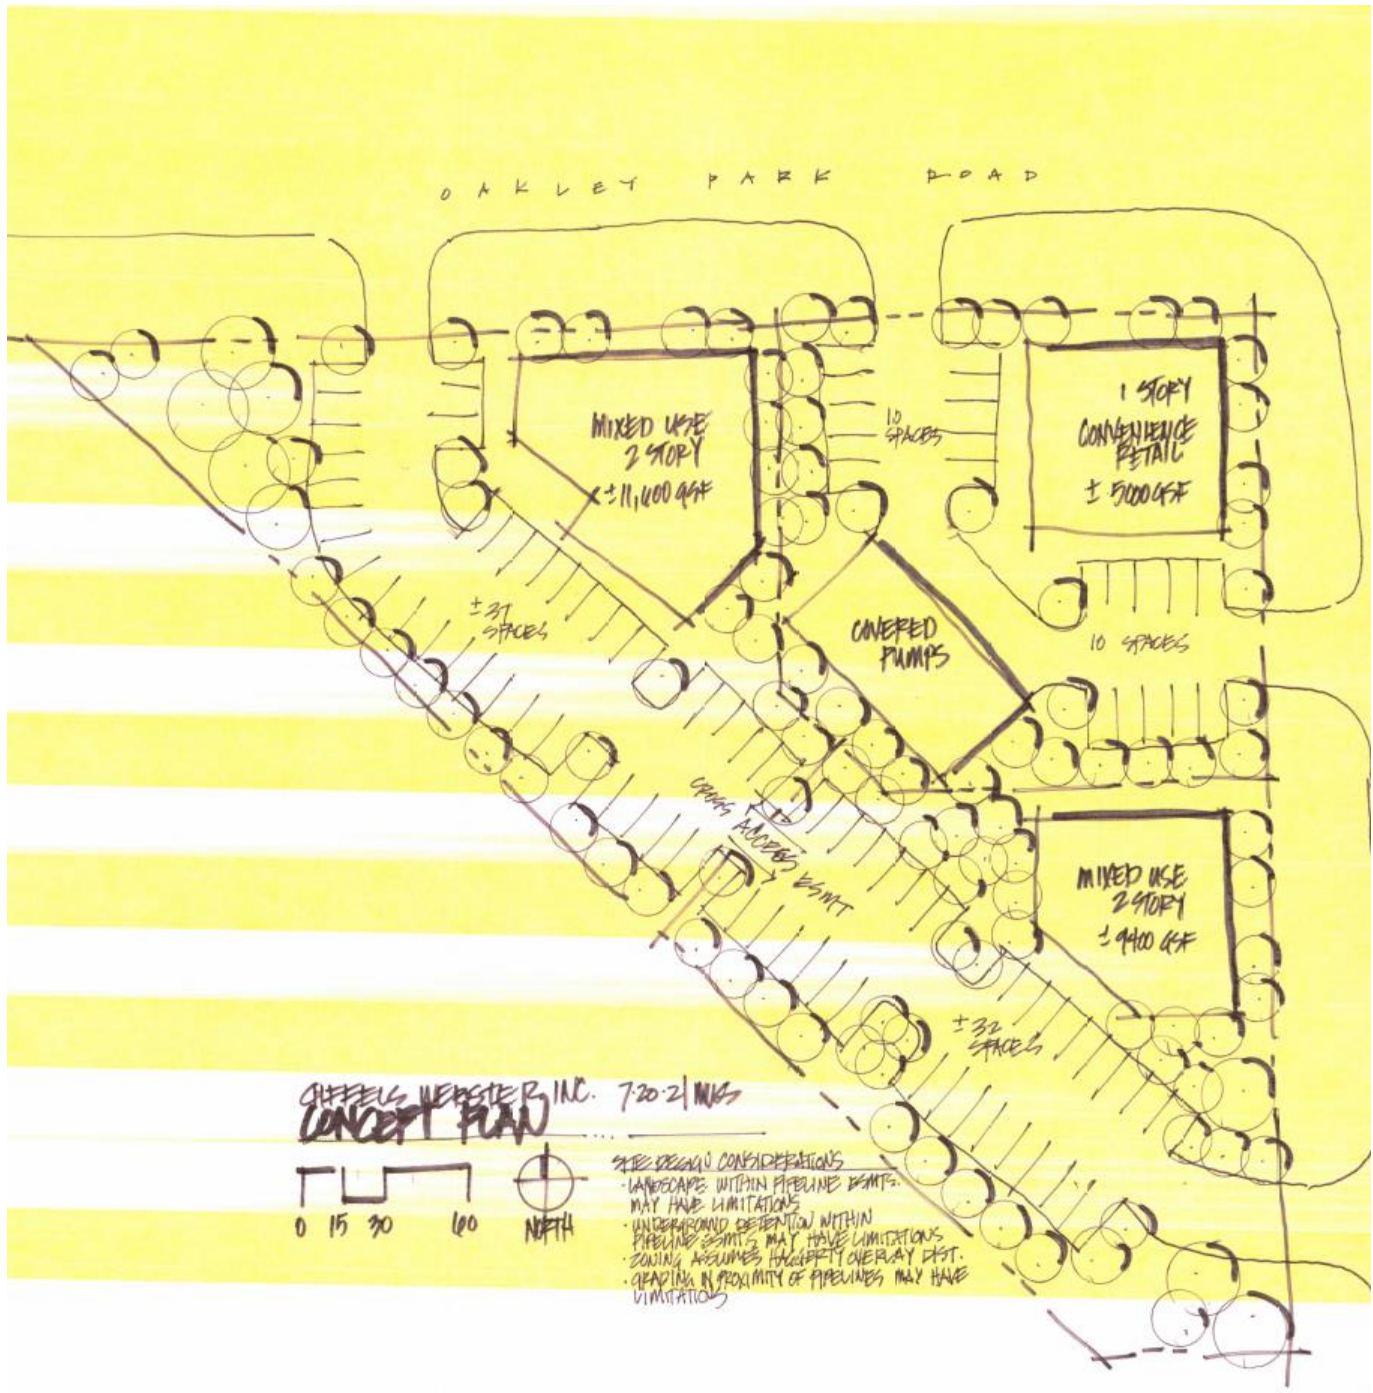 OAKLEY PARK ROAD
MIXED USE
2 STORY
±11,600 GSF
10
SPACES
1 STORY
CONVENIENCE
RETAIL
± 5000 GSF
±37
SPACES
COVERED
PUMPS
10 SPACES
CROSS
ACCESS
ESMT
MIXED USE
2 STORY
±9400 GSF
±32
SPACES
GIFFELS WEBSTER INC. 7-20-21 MKS
CONCEPT PLAN
0 15 30 60
NORTH
SITE DESIGN CONSIDERATIONS
· LANDSCAPE WITHIN PIPELINE ESMTS.
MAY HAVE LIMITATIONS
· UNDERGROUND DETENTION WITHIN
PIPELINE ESMTS MAY HAVE LIMITATIONS
· ZONING ASSUMES HAGGERTY OVERLAY DIST.
· GRADING IN PROXIMITY OF PIPELINES MAY HAVE
LIMITATIONS